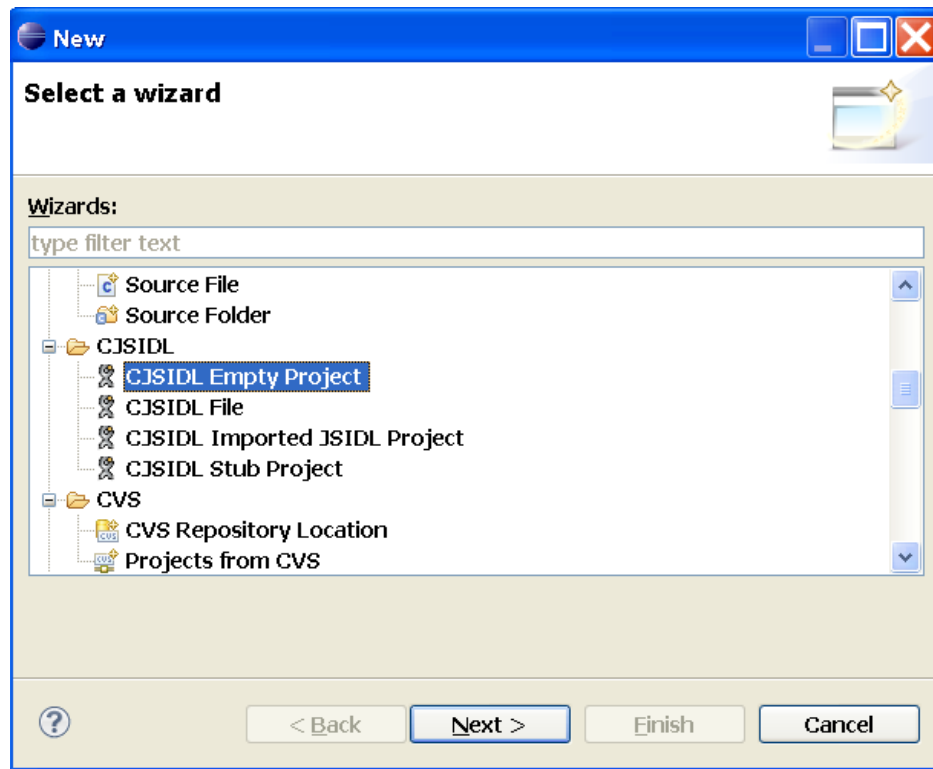 New
Select a wizard
Wizards:
type filter text
Source File
Source Folder
CJSIDL
CJSIDL Empty Project
CJSIDL File
CJSIDL Imported JSIDL Project
CJSIDL Stub Project
CVS
CVS Repository Location
Projects from CVS
? < Back Next > Finish Cancel